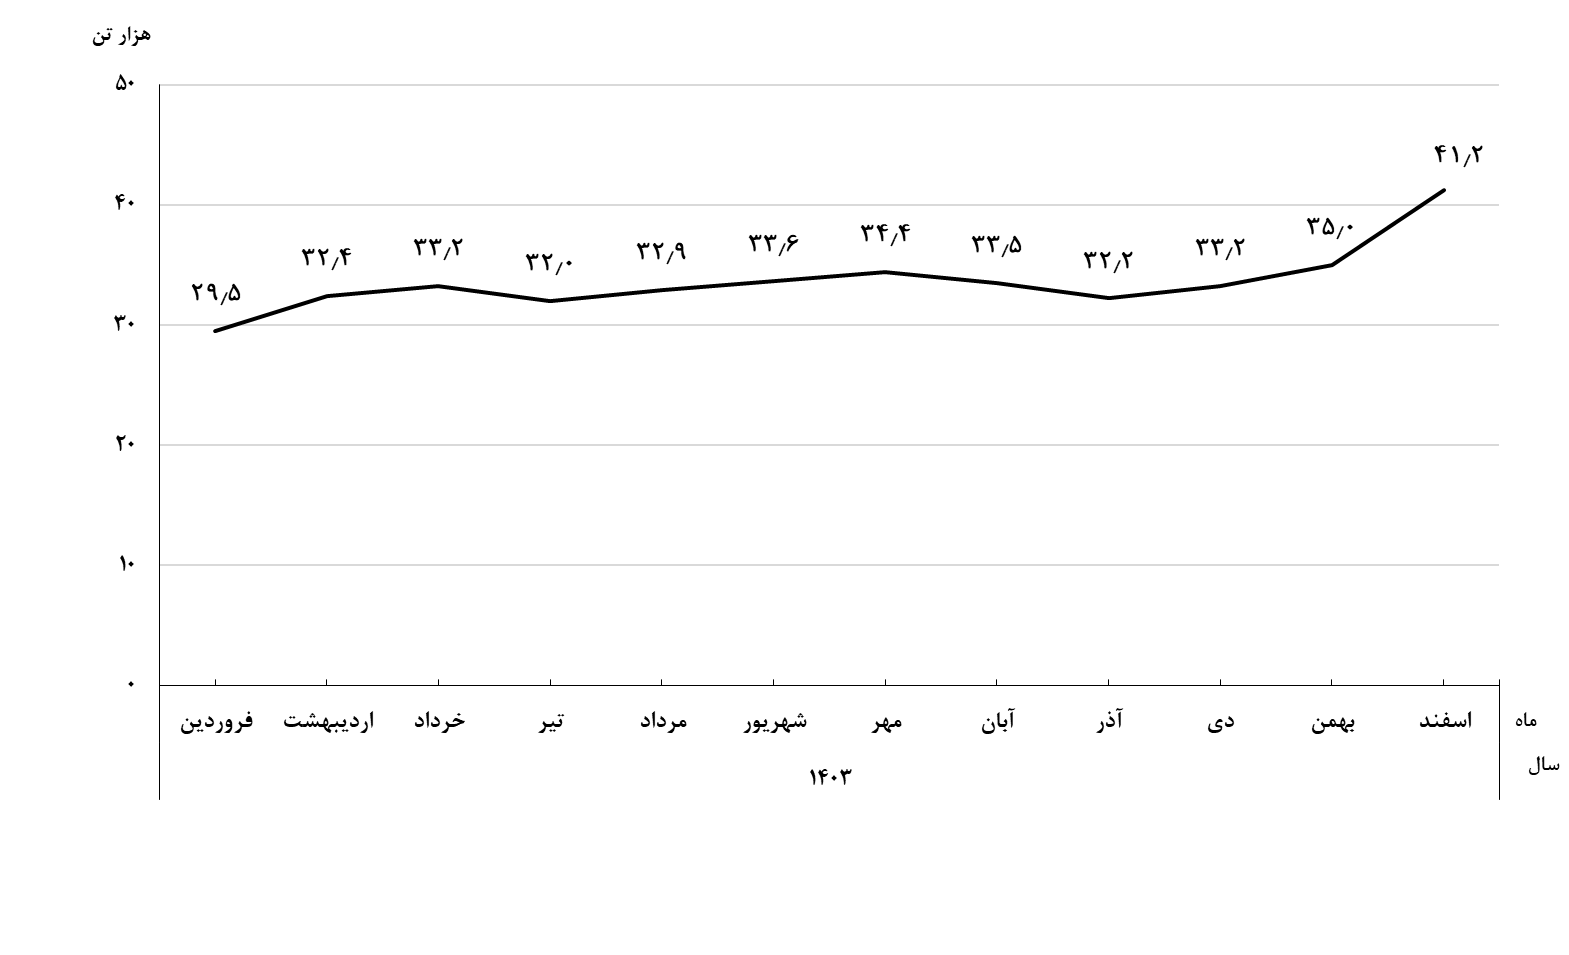 هزار تن
۵۰
۴۰
۳۰
۲۰
۱۰
۰
۲۹٫۵
۳۲٫۴
۳۳٫۲
۳۲٫۰
۳۲٫۹
۳۳٫۶
۳۴٫۴
۳۳٫۵
۳۲٫۲
۳۳٫۲
۳۵٫۰
۴۱٫۲
فروردین
اردیبهشت
خرداد
تیر
مرداد
شهریور
مهر
آبان
آذر
دی
بهمن
اسفند
ماه
۱۴۰۳
سال